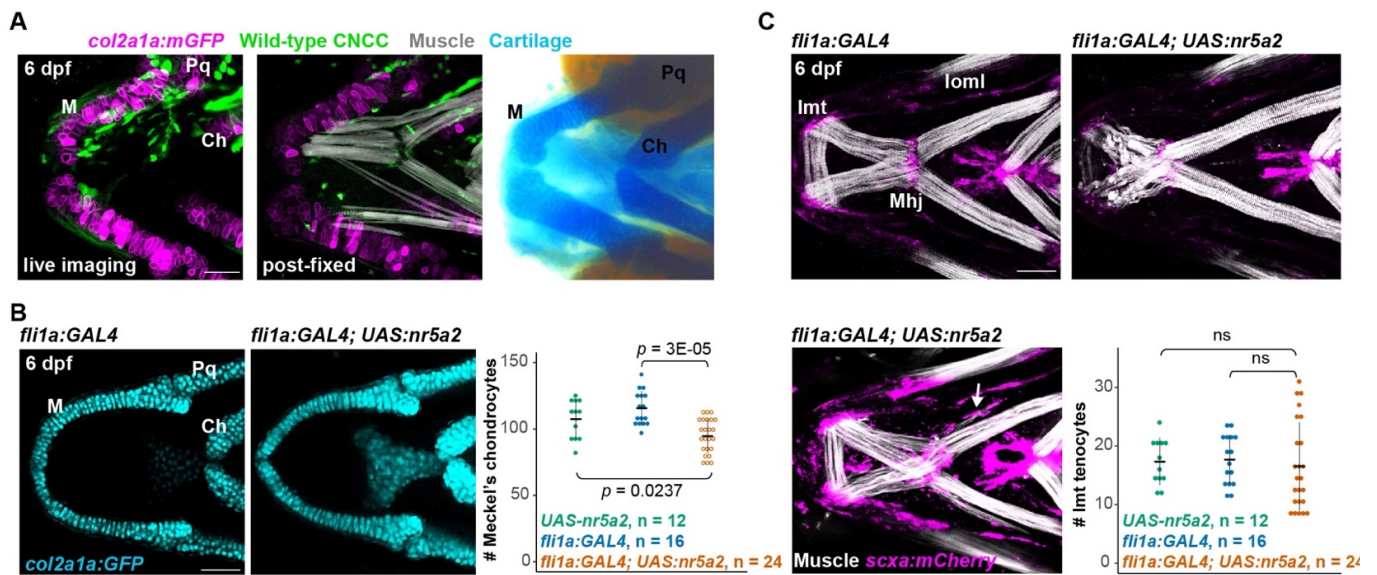 A
col2a1a:mGFP Wild-type CNCC Muscle Cartilage
6 dpf
Pq
M
Ch
live imaging
post-fixed
Pq
M
Ch
B
fli1a:GAL4
fli1a:GAL4; UAS:nr5a2
6 dpf
Pq
M
Ch
col2a1a:GFP
# Meckel's chondrocytes
150
100
50
0
p = 3E-05
p = 0.0237
UAS-nr5a2, n = 12
fli1a:GAL4, n = 16
fli1a:GAL4; UAS:nr5a2, n = 24
C
fli1a:GAL4
fli1a:GAL4; UAS:nr5a2
6 dpf
Ioml
Imt
Mhj
fli1a:GAL4; UAS:nr5a2
Muscle scxa:mCherry
# Imt tenocytes
30
20
10
0
ns
ns
UAS-nr5a2, n = 12
fli1a:GAL4, n = 16
fli1a:GAL4; UAS:nr5a2, n = 24